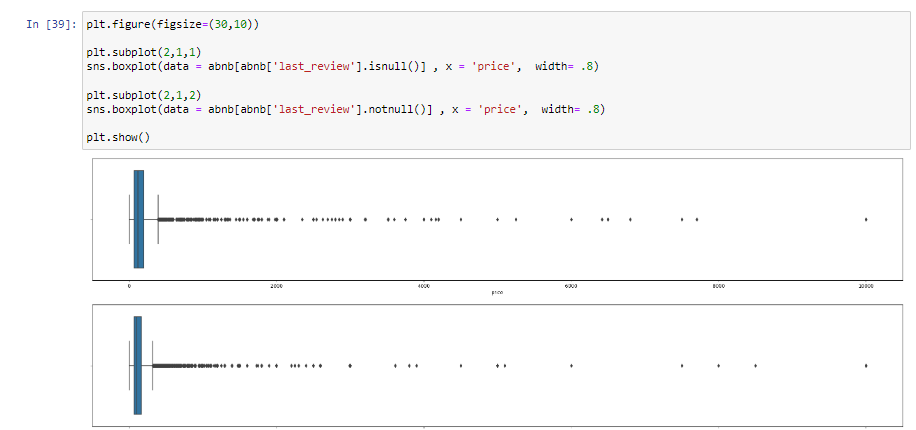 In [39]: plt.figure(figsize=(30,10))
plt.subplot(2,1,1)
sns.boxplot(data = abnb[abnb['last_review'].isnull()] , x = 'price',  width= .8)
plt.subplot(2,1,2)
sns.boxplot(data = abnb[abnb['last_review'].notnull()] , x = 'price',  width= .8)
plt.show()
0 2000 4000 6000 8000 10000
price